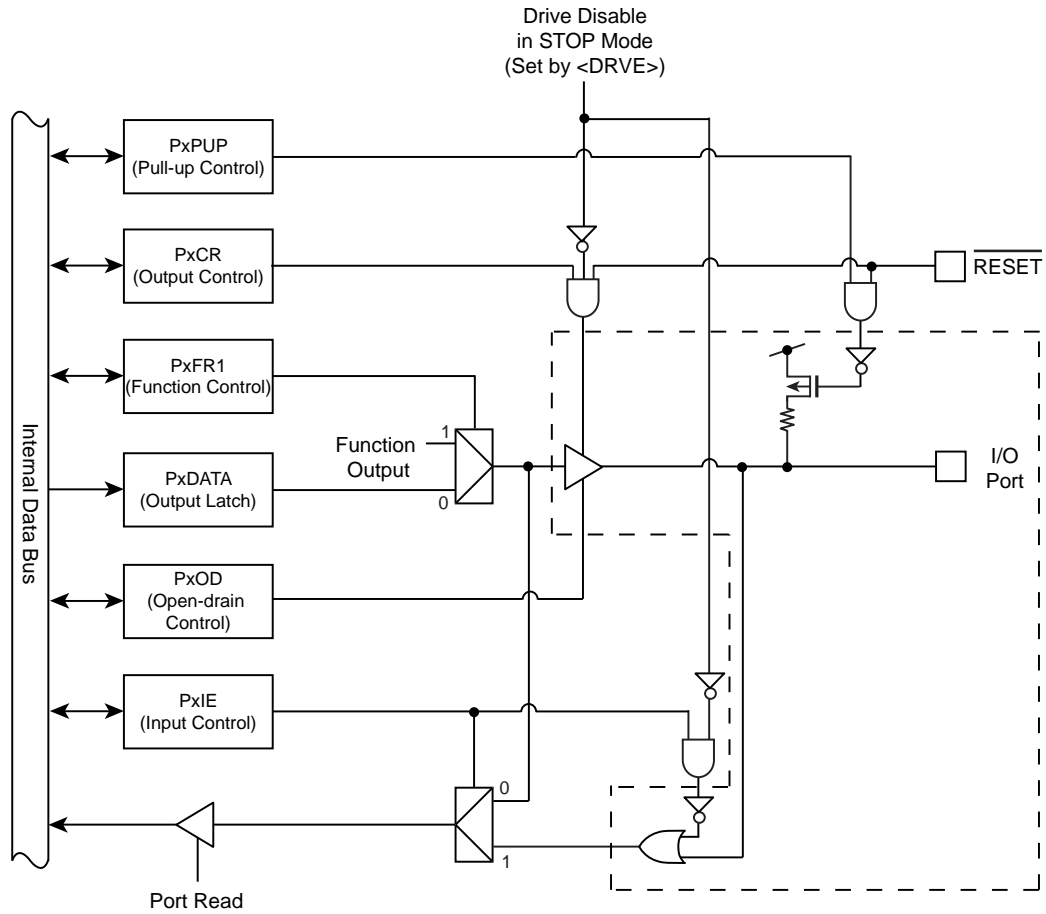 Drive Disable
in STOP Mode
(Set by <DRVE>)
PxPUP
(Pull-up Control)
PxCR
(Output Control)
RESET
PxFR1
(Function Control)
Internal Data Bus
1
Function
Output
I/O
Port
PxDATA
(Output Latch)
0
PxOD
(Open-drain
Control)
PxIE
(Input Control)
0
1
Port Read